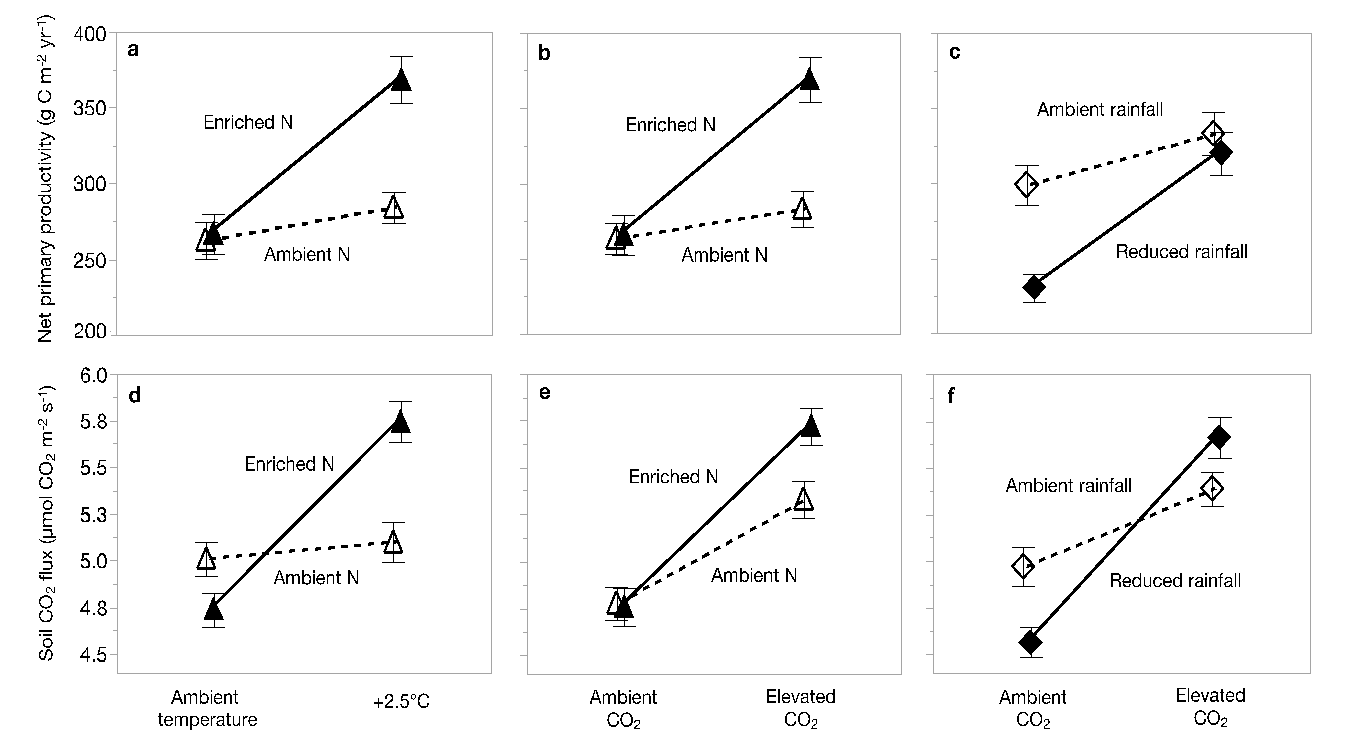 Net primary productivity (g C m⁻² yr⁻¹)
400
350
300
250
200
a
Enriched N
Ambient N
b
Enriched N
Ambient N
c
Ambient rainfall
Reduced rainfall
Soil CO₂ flux (µmol CO₂ m⁻² s⁻¹)
6.0
5.8
5.5
5.3
5.0
4.8
4.5
d
Enriched N
Ambient N
e
Enriched N
Ambient N
f
Ambient rainfall
Reduced rainfall
Ambient
temperature
+2.5°C
Ambient
CO₂
Elevated
CO₂
Ambient
CO₂
Elevated
CO₂